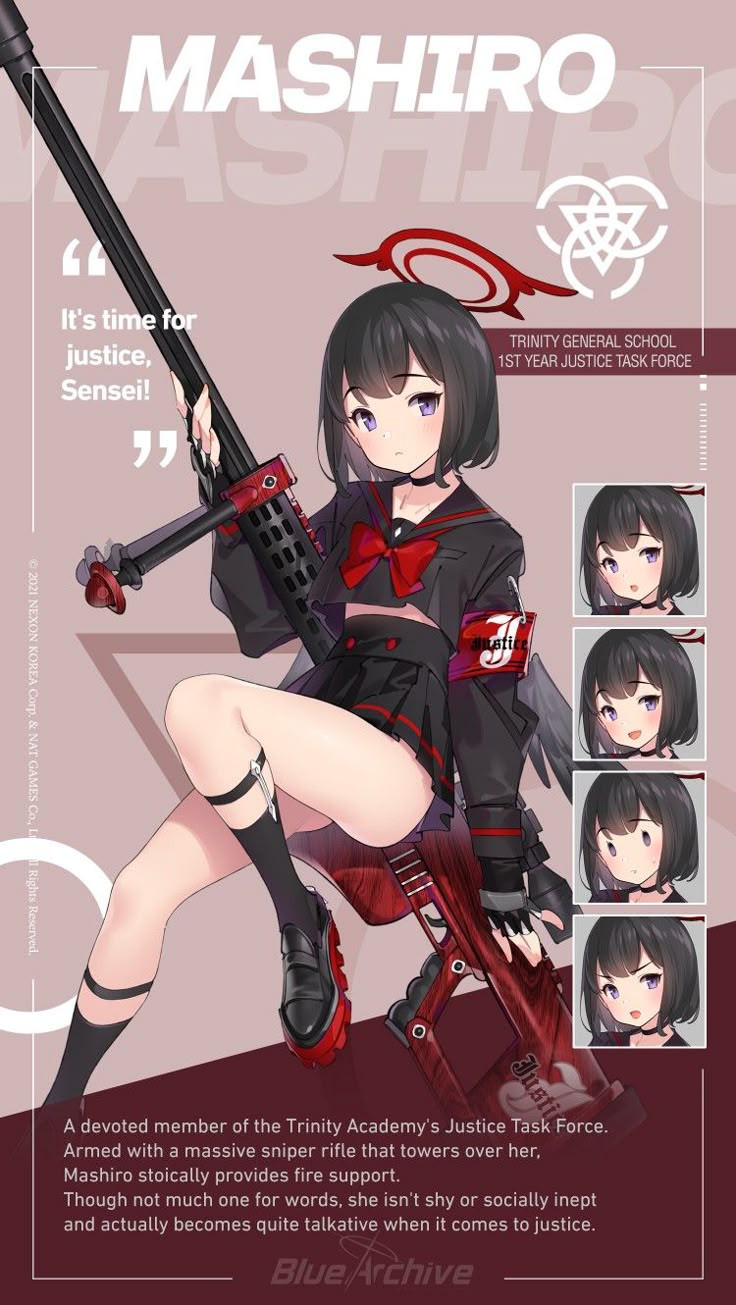 MASHIRO
MASHIRO
“
It's time for
justice,
Sensei!
”
TRINITY GENERAL SCHOOL
1ST YEAR JUSTICE TASK FORCE
Justice
J
© 2021 NEXON KOREA Corp. & NAT GAMES Co., Ltd. All Rights Reserved.
Justi
A devoted member of the Trinity Academy's Justice Task Force.
Armed with a massive sniper rifle that towers over her,
Mashiro stoically provides fire support.
Though not much one for words, she isn't shy or socially inept
and actually becomes quite talkative when it comes to justice.
Blue Archive